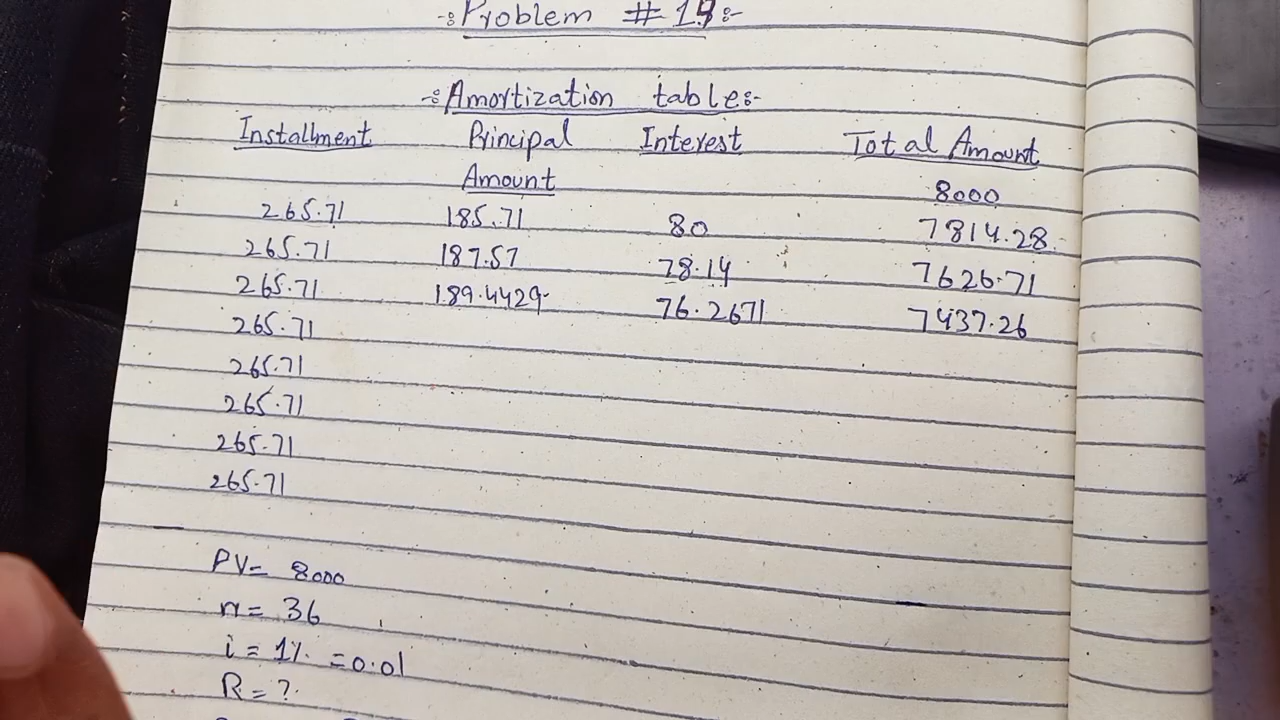 -:Problem # 19:-
-:Amortization table:-
Installment Principal Interest Total Amount
Amount 8000
265.71 185.71 80 7814.28
265.71 187.57 78.14 7626.71
265.71 189.4429 76.2671 7437.26
265.71
265.71
265.71
265.71
265.71
PV= 8000
n= 36
i = 1% =0.01
R = ?